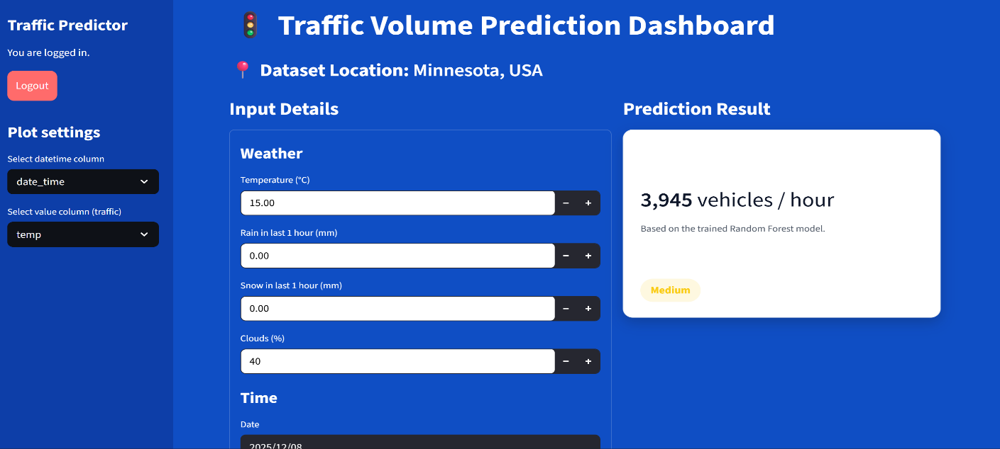 Traffic Predictor
You are logged in.
Logout
Plot settings
Select datetime column
date_time
Select value column (traffic)
temp
Traffic Volume Prediction Dashboard
Dataset Location: Minnesota, USA
Input Details
Weather
Temperature (°C)
15.00
− +
Rain in last 1 hour (mm)
0.00
− +
Snow in last 1 hour (mm)
0.00
− +
Clouds (%)
40
− +
Time
Date
2025/12/08
Prediction Result
3,945 vehicles / hour
Based on the trained Random Forest model.
Medium